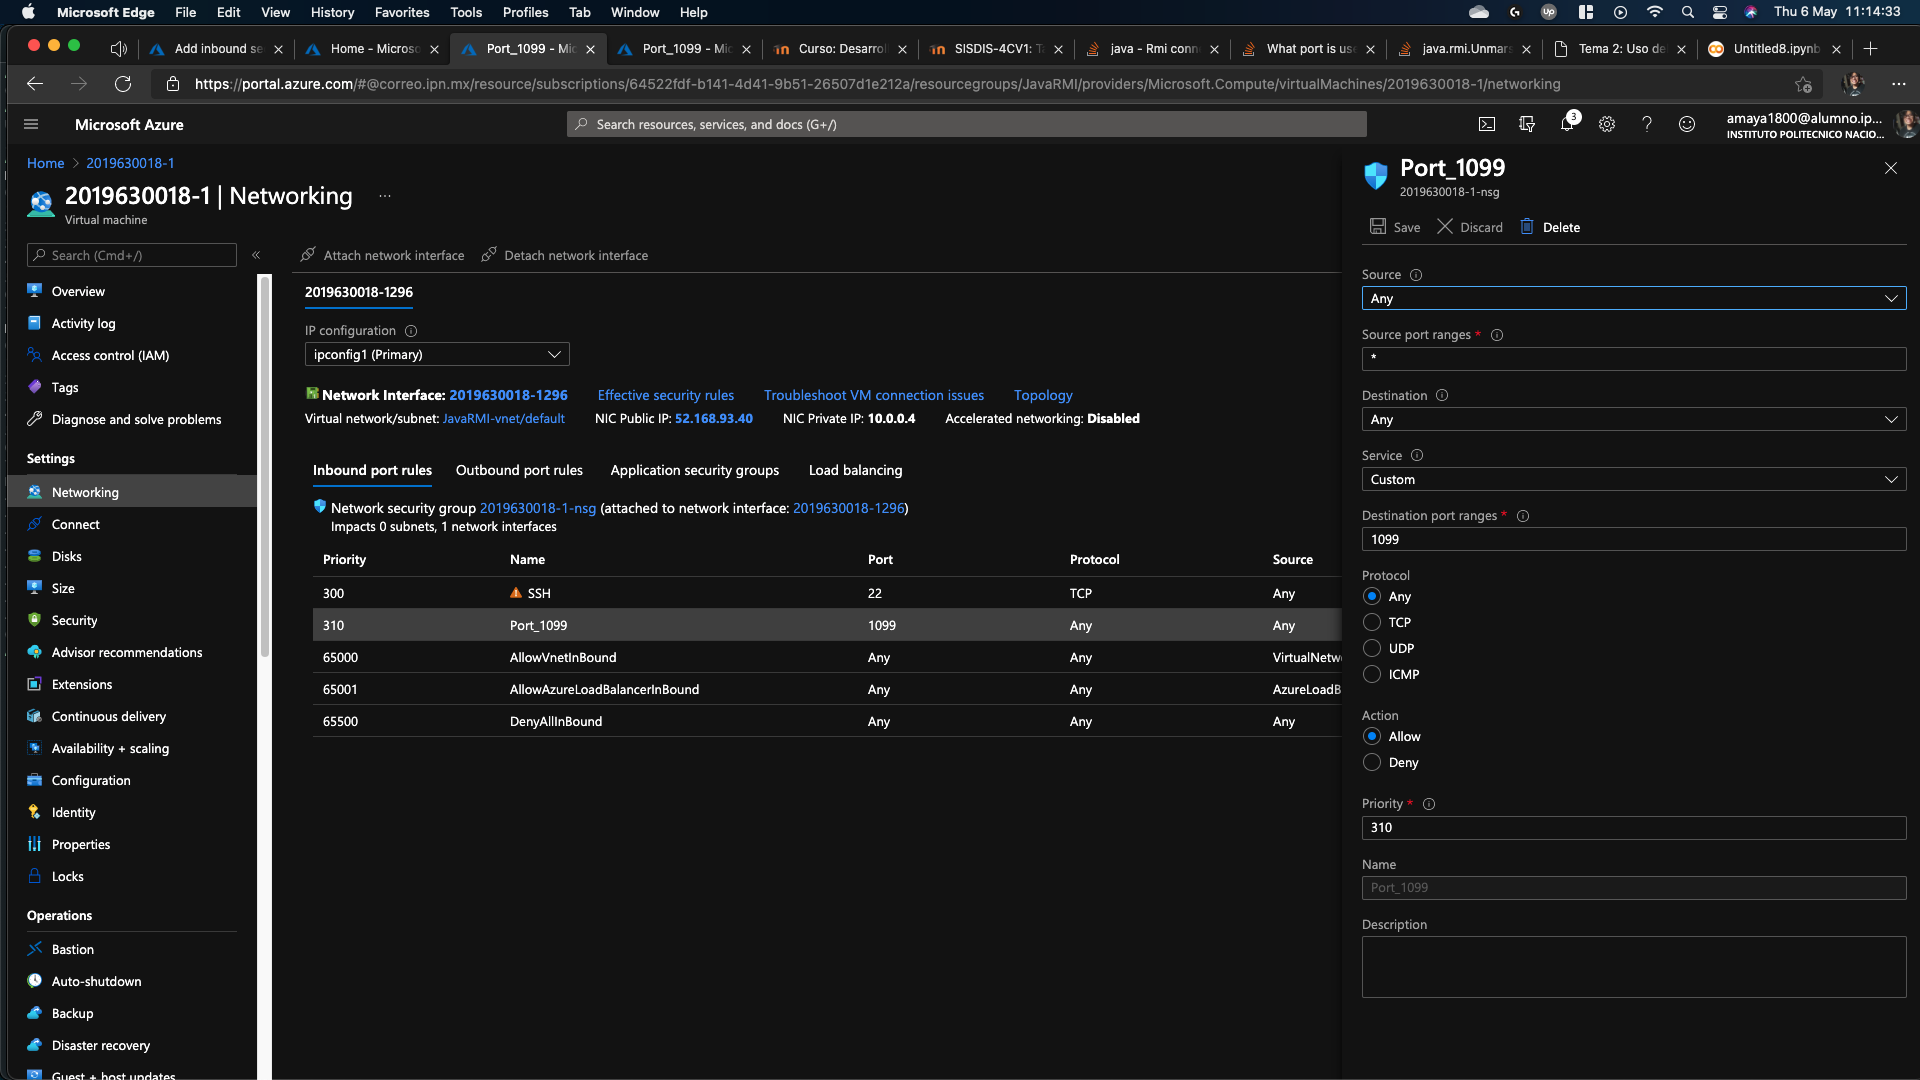 Microsoft Edge File Edit View History Favorites Tools Profiles Tab Window Help Thu 6 May 11:14:33
Add inbound se Home - Microso Port_1099 - Mic Port_1099 - Mic Curso: Desarroll SISDIS-4CV1: Ta java - Rmi conn What port is use java.rmi.Unmars Tema 2: Uso de Untitled8.ipynb
https://portal.azure.com/#@correo.ipn.mx/resource/subscriptions/64522fdf-b141-4d41-9b51-26507d1e212a/resourcegroups/JavaRMI/providers/Microsoft.Compute/virtualMachines/2019630018-1/networking
Microsoft Azure
Search resources, services, and docs (G+/)
3
amaya1800@alumno.ip...
INSTITUTO POLITECNICO NACIO...
Home > 2019630018-1
2019630018-1 | Networking ...
Virtual machine
Search (Cmd+/)
Overview
Activity log
Access control (IAM)
Tags
Diagnose and solve problems
Settings
Networking
Connect
Disks
Size
Security
Advisor recommendations
Extensions
Continuous delivery
Availability + scaling
Configuration
Identity
Properties
Locks
Operations
Bastion
Auto-shutdown
Backup
Disaster recovery
Guest + host updates
Attach network interface Detach network interface
2019630018-1296
IP configuration
ipconfig1 (Primary)
Network Interface: 2019630018-1296 Effective security rules Troubleshoot VM connection issues Topology
Virtual network/subnet: JavaRMI-vnet/default NIC Public IP: 52.168.93.40 NIC Private IP: 10.0.0.4 Accelerated networking: Disabled
Inbound port rules Outbound port rules Application security groups Load balancing
Network security group 2019630018-1-nsg (attached to network interface: 2019630018-1296)
Impacts 0 subnets, 1 network interfaces
Priority Name Port Protocol Source
300 SSH 22 TCP Any
310 Port_1099 1099 Any Any
65000 AllowVnetInBound Any Any VirtualNetw
65001 AllowAzureLoadBalancerInBound Any Any AzureLoadB
65500 DenyAllInBound Any Any Any
Port_1099
2019630018-1-nsg
Save Discard Delete
Source
Any
Source port ranges *
*
Destination
Any
Service
Custom
Destination port ranges *
1099
Protocol
Any
TCP
UDP
ICMP
Action
Allow
Deny
Priority *
310
Name
Port_1099
Description